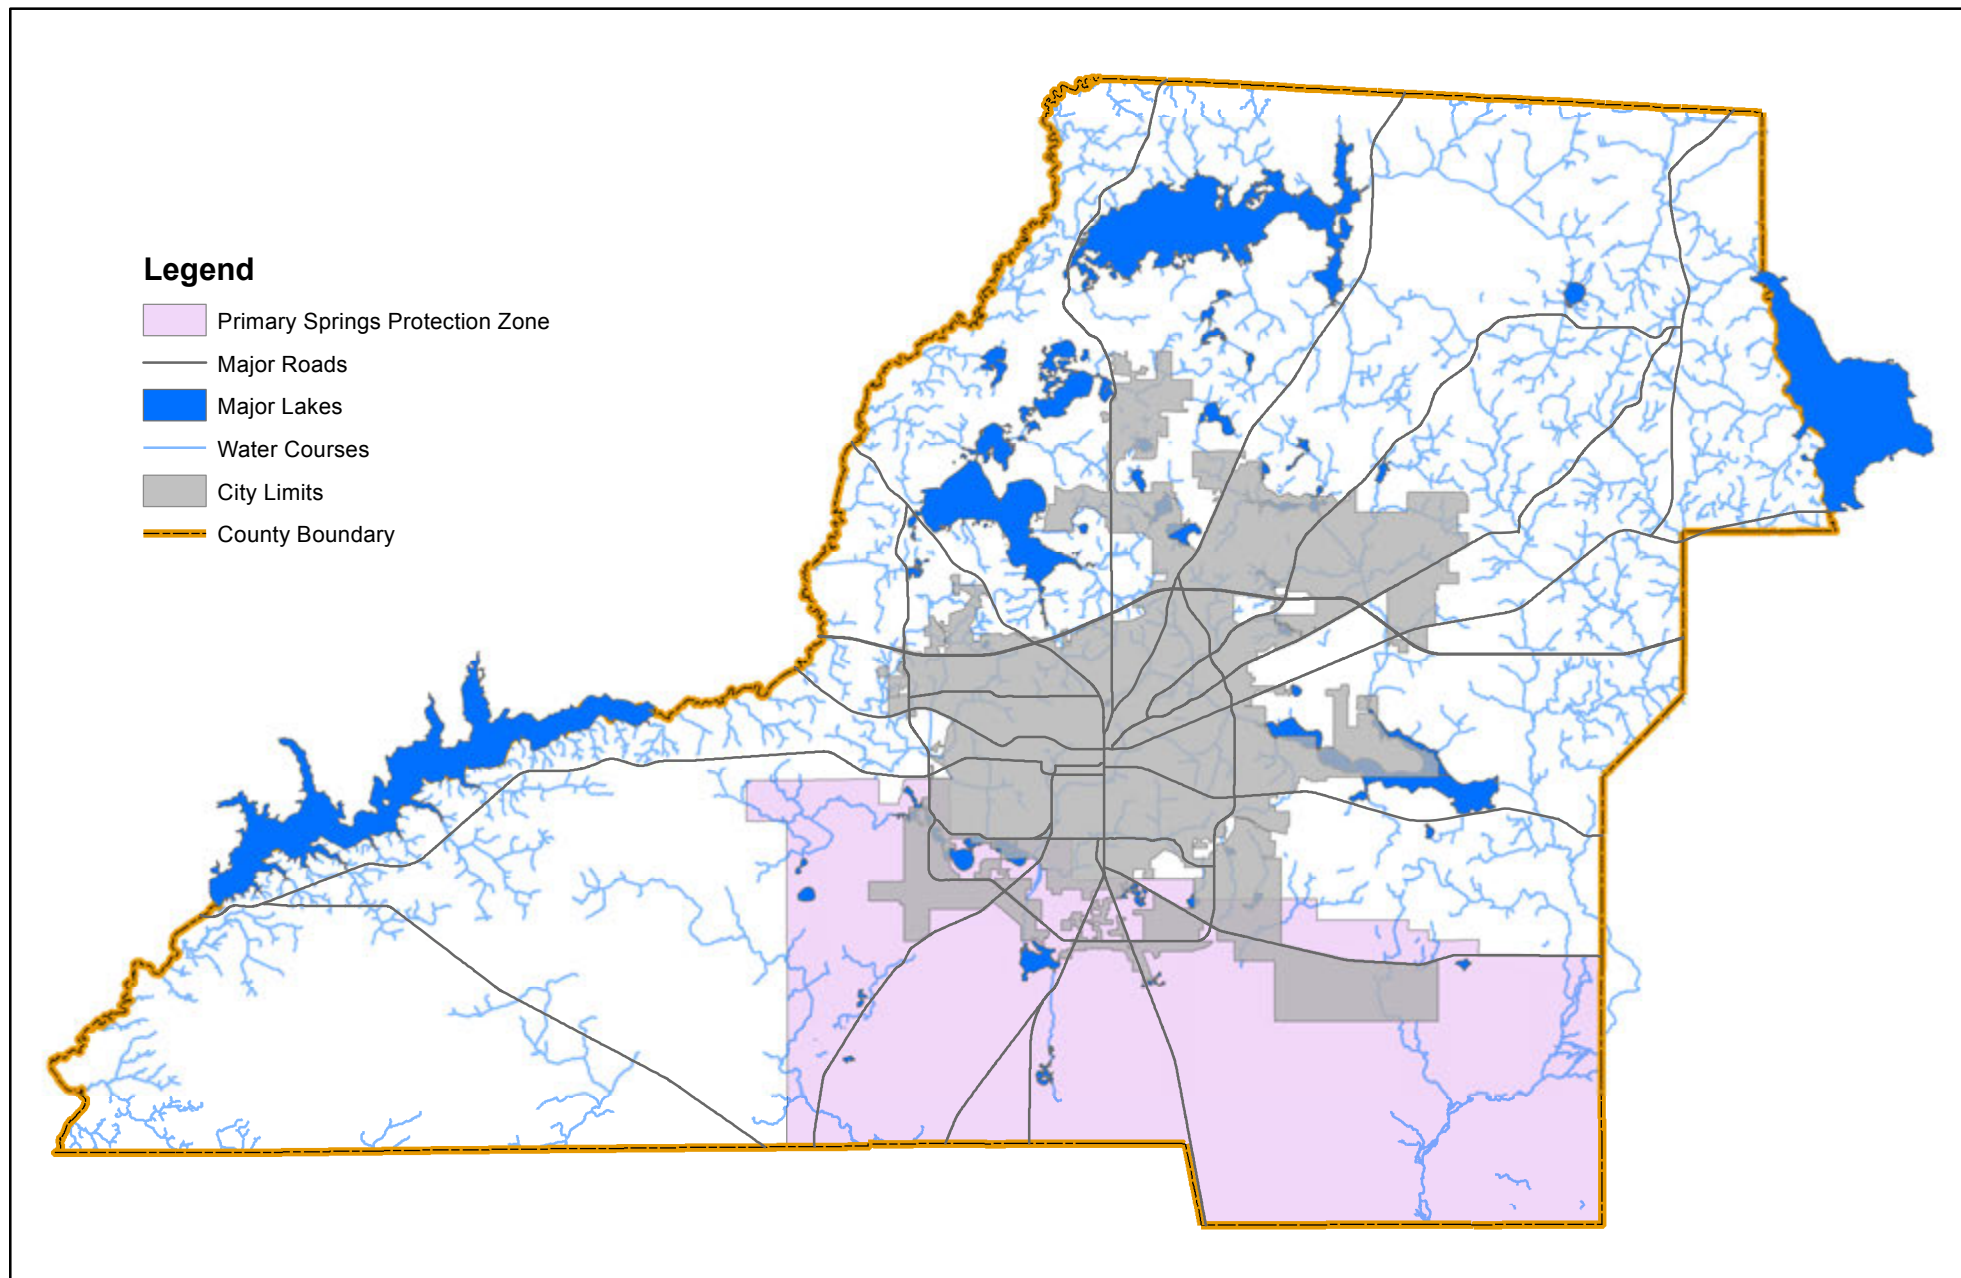 Legend
Primary Springs Protection Zone
Major Roads
Major Lakes
Water Courses
City Limits
County Boundary